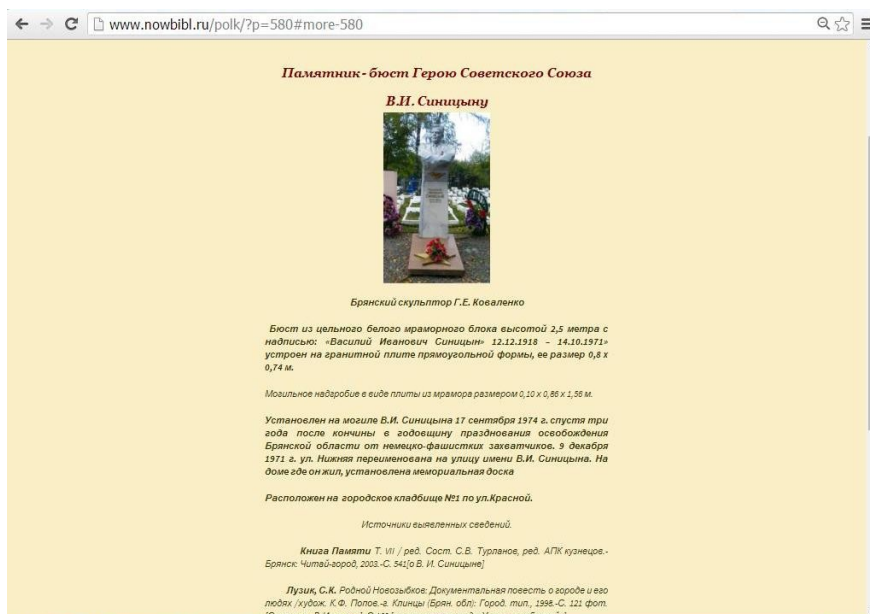 www.nowbibl.ru/polk/?p=580#more-580
Памятник- бюст Герою Советского Союза
В.И. Синицыну
Брянский скульптор Г.Е. Коваленко
Бюст из цельного белого мраморного блока высотой 2,5 метра с
надписью: «Василий Иванович Синицын» 12.12.1918 – 14.10.1971»
устроен на гранитной плите прямоугольной формы, ее размер 0,8 х
0,74 м.
Могильное надгробие в виде плиты из мрамора размером 0,10 х 0,86 х 1,56 м.
Установлен на могиле В.И. Синицына 17 сентября 1974 г. спустя три
года после кончины в годовщину празднования освобождения
Брянской области от немецко-фашистких захватчиков. 9 декабря
1971 г. ул. Нижняя переименована на улицу имени В.И. Синицына. На
доме где он жил, установлена мемориальная доска
Расположен на городское кладбище №1 по ул.Красной.
Источники выявленных сведений.
Книга Памяти Т. VII / ред. Сост. С.В. Турланов, ред. АПК кузнецов.-
Брянск: Читай-город, 2003.-С. 541[о В. И. Синицыне]
Лузик, С.К. Родной Новозыбков: Документальная повесть о городе и его
людях /худож. К.Ф. Попов.-г. Клинцы (Брян. обл): Город. тип., 1998.-С. 121 фот.